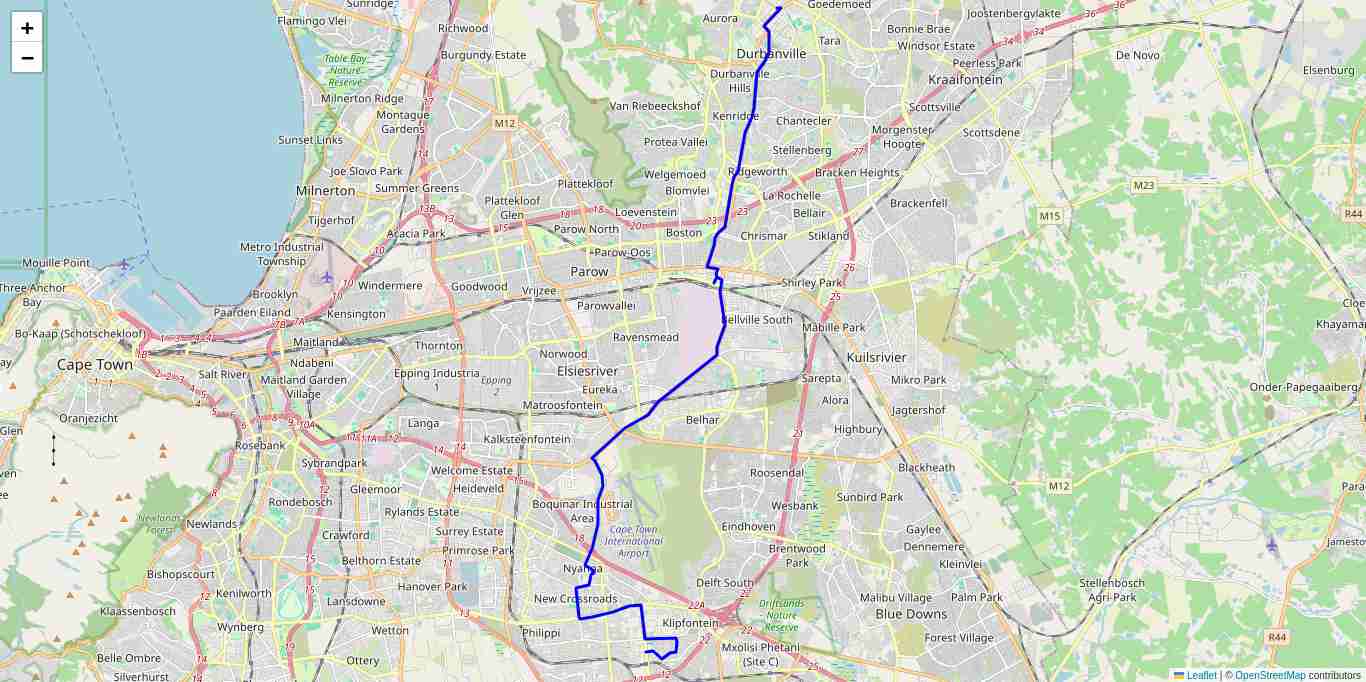 +
−
Sunridge
Flamingo Vlei
Richwood
Burgundy Estate
Table Bay
Nature
Reserve
Milnerton Ridge
Montague
Gardens
Sunset Links
Joe Slovo Park
Milnerton
Summer Greens
Tijgerhof
Acacia Park
Metro Industrial
Township
Mouille Point
Three Anchor
Bay
Brooklyn
Paarden Eiland
Windermere
Kensington
Bo-Kaap (Schotschekloof)
Cape Town
Salt River
Maitland
Ndabeni
Maitland Garden
Village
Oranjezicht
Glen
Rosebank
Sybrandpark
Rondebosch
Newlands
Newlands
Forest
Bishopscourt
Kenilworth
Klaassenbosch
Wynberg
Belle Ombre
Silverhurst
Aurora
Goedemoed
Joostenbergvlakte
Bonnie Brae
Tara
Windsor Estate
Durbanville
Peerless Park
De Novo
Elsenburg
Durbanville
Hills
Kraaifontein
Van Riebeeckshof
Kenridge
Chantecler
Scottsville
M12
Morgenster
Hoogte
Scottsdene
Protea Vallei
Stellenberg
Welgemoed
Ridgeworth
Bracken Heights
M23
Plattekloof
Blomvlei
La Rochelle
Brackenfell
Plattekloof
Glen
Loevenstein
Bellair
M15
R44
Parow North
Boston
Chrismar
Stikland
Parow-Oos
Parow
Goodwood
Vrijzee
Shirley Park
Parowvallei
Bellville South
Mabille Park
Cloe
Khayama
Ravensmead
Thornton
Norwood
Kuilsrivier
Elsiesriver
Epping Industria
1
Epping
2
Eureka
Sarepta
Mikro Park
Onder-Papegaaiberg
Matroosfontein
Alora
Jagtershof
Langa
Belhar
Highbury
Kalksteenfontein
Welcome Estate
Roosendal
Blackheath
Gleemoor
Heideveld
M12
Para
Rylands Estate
Boquinar Industrial
Area
Wesbank
Sunbird Park
Crawford
Surrey Estate
Cape Town
International
Airport
Eindhoven
Gaylee
Jamesto
Primrose Park
Brentwood
Park
Dennemere
Belthorn Estate
Nyanga
Kleinvlei
Hanover Park
Delft South
Stellenbosch
Agri-Park
Lansdowne
New Crossroads
Driftsands
Nature
Reserve
Malibu Village
Palm Park
Blue Downs
Wetton
Philippi
Klipfontein
Forest Village
R44
Ottery
Mxolisi Phetani
(Site C)
Leaflet | © OpenStreetMap contributors